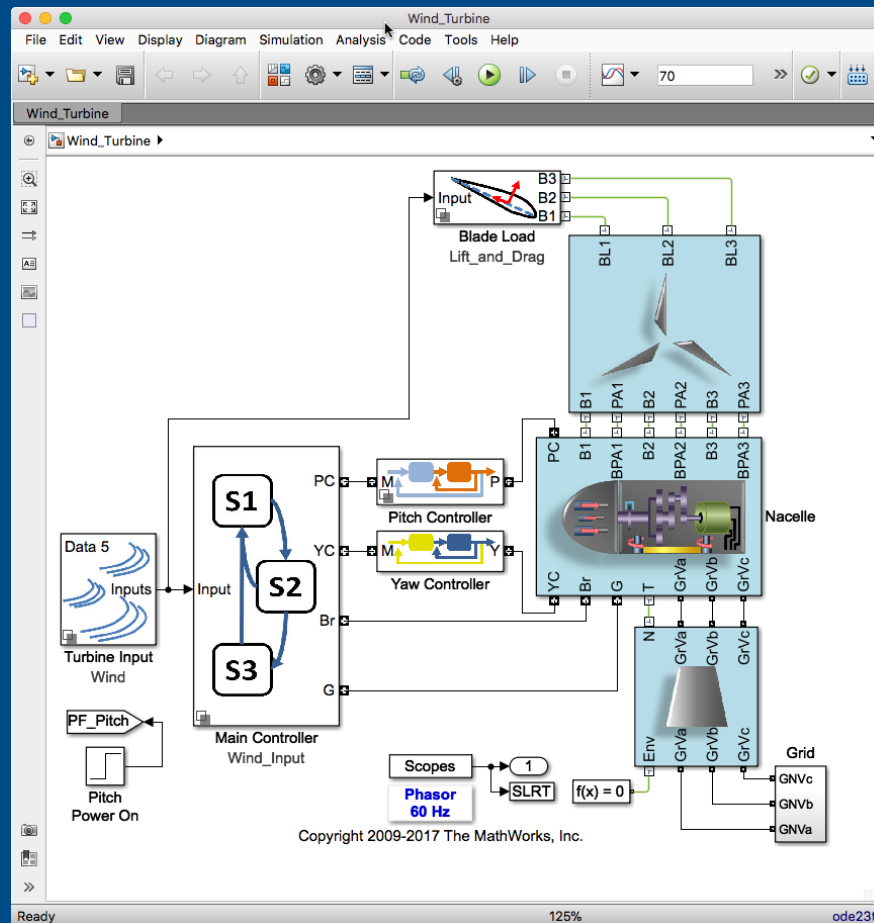 Wind_Turbine
File Edit View Display Diagram Simulation Analysis Code Tools Help
70
Wind_Turbine
Wind_Turbine
Input
B3
B2
B1
Blade Load
Lift_and_Drag
BL1 BL2 BL3
B1 PA1 B2 PA2 B3 PA3
PC B1 BPA1 B2 BPA2 B3 BPA3
Nacelle
YC Br G T GrVa GrVb GrVc
PC
M P
Pitch Controller
YC
M Y
Yaw Controller
Br
G
S1
S2
S3
Input
Main Controller
Wind_Input
Data 5
Inputs
Turbine Input
Wind
PF_Pitch
Pitch
Power On
N GrVa GrVb GrVc
Env GrVa GrVb GrVc
Scopes
1
SLRT
Phasor
60 Hz
f(x) = 0
Grid
GNVc
GNVb
GNVa
Copyright 2009-2017 The MathWorks, Inc.
Ready 125%